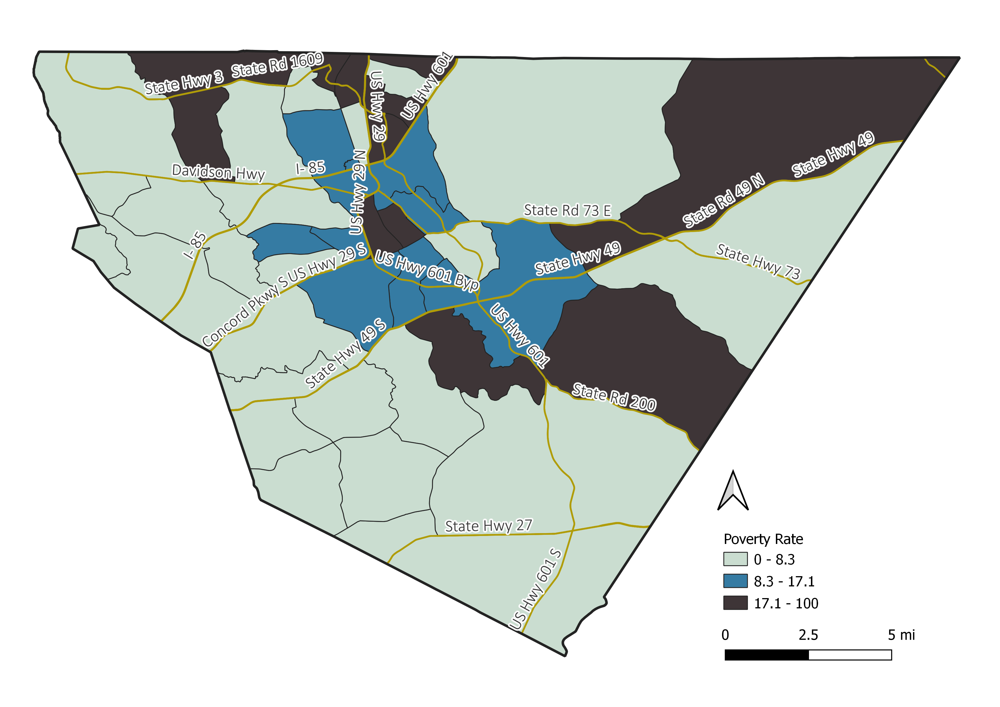 State Hwy 3
State Rd 1609
US Hwy 601
US Hwy 29
State Hwy 49
US Hwy 29 N
I- 85
Davidson Hwy
State Rd 49 N
State Rd 73 E
I- 85
State Hwy 49
State Hwy 73
Concord Pkwy S US Hwy 29 S
US Hwy 601 Byp
US Hwy 601
State Hwy 49 S
State Rd 200
State Hwy 27
US Hwy 601 S
Poverty Rate
0 - 8.3
8.3 - 17.1
17.1 - 100
0 2.5 5 mi